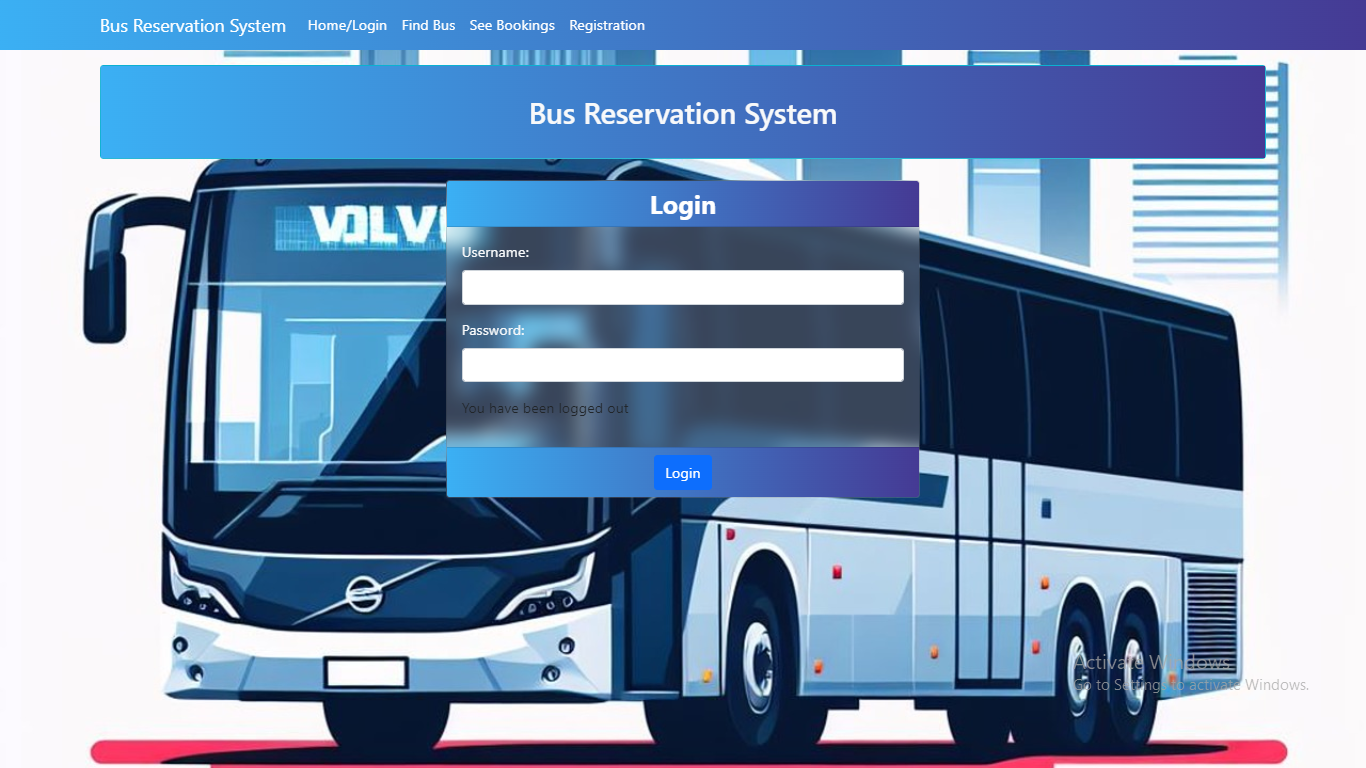 Bus Reservation System Home/Login Find Bus See Bookings Registration
Bus Reservation System
Login
Username:
Password:
You have been logged out
Login
Activate Windows
Go to Settings to activate Windows.